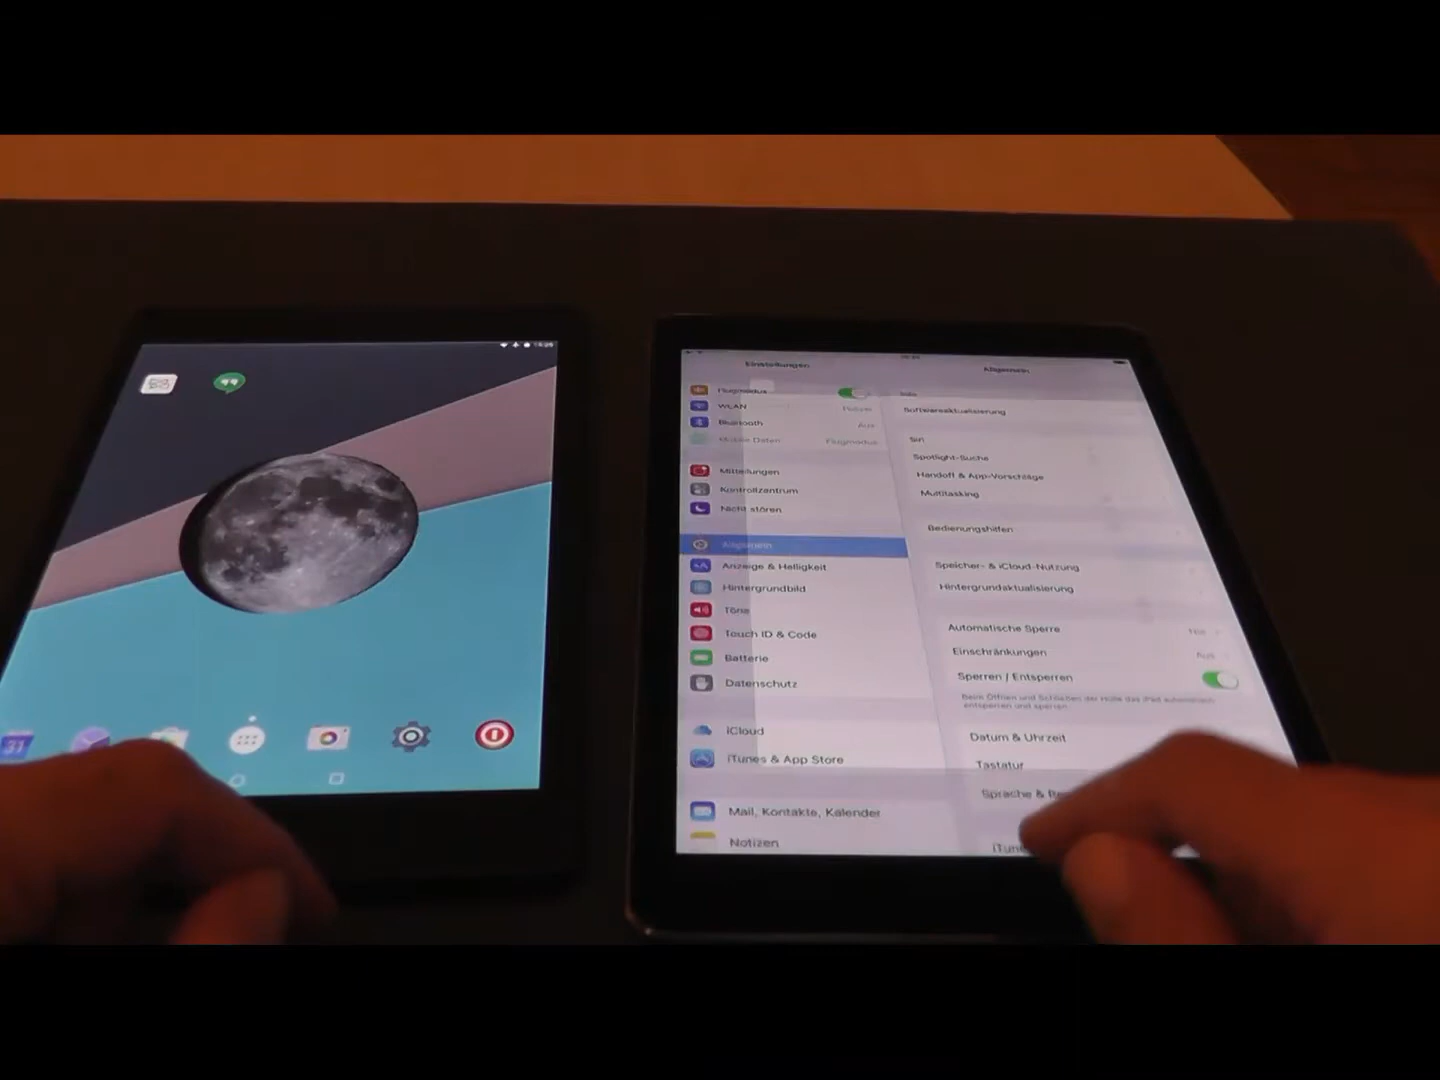 31
Einstellungen
Allgemein
Flugmodus
WLAN
Bluetooth
Aus
Mobile Daten
Flugmodus
Mitteilungen
Kontrollzentrum
Nicht stören
Allgemein
Anzeige & Helligkeit
Hintergrundbild
Töne
Touch ID & Code
Batterie
Datenschutz
iCloud
iTunes & App Store
Mail, Kontakte, Kalender
Notizen
Info
Softwareaktualisierung
Siri
Spotlight-Suche
Handoff & App-Vorschläge
Multitasking
Bedienungshilfen
Speicher- & iCloud-Nutzung
Hintergrundaktualisierung
Automatische Sperre
Nie
Einschränkungen
Aus
Sperren / Entsperren
Beim Öffnen und Schließen der Hülle das iPad automatisch
entsperren und sperren.
Datum & Uhrzeit
Tastatur
Sprache & Re
iTun